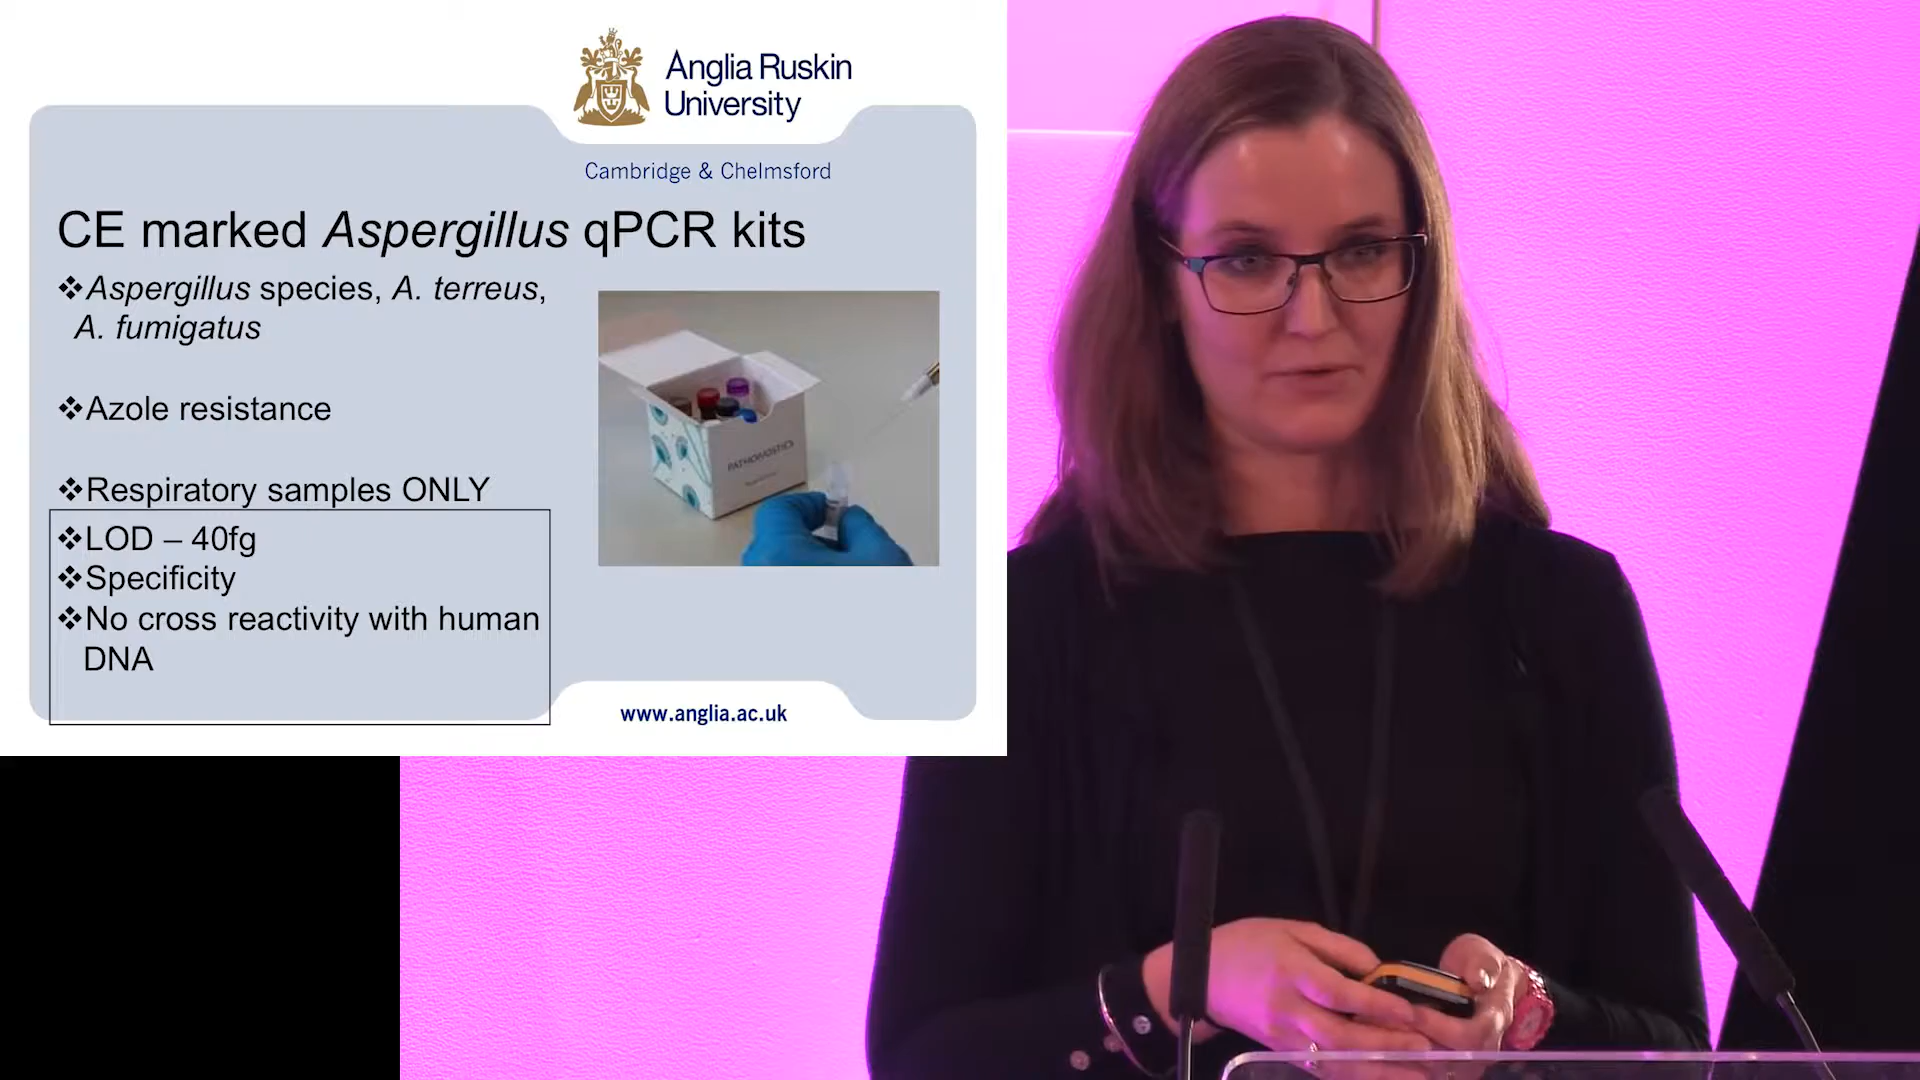 Anglia Ruskin
University
Cambridge & Chelmsford
CE marked Aspergillus qPCR kits
❖Aspergillus species, A. terreus,
A. fumigatus
❖Azole resistance
❖Respiratory samples ONLY
❖LOD – 40fg
❖Specificity
❖No cross reactivity with human
DNA
PATHONOSTICS
www.anglia.ac.uk